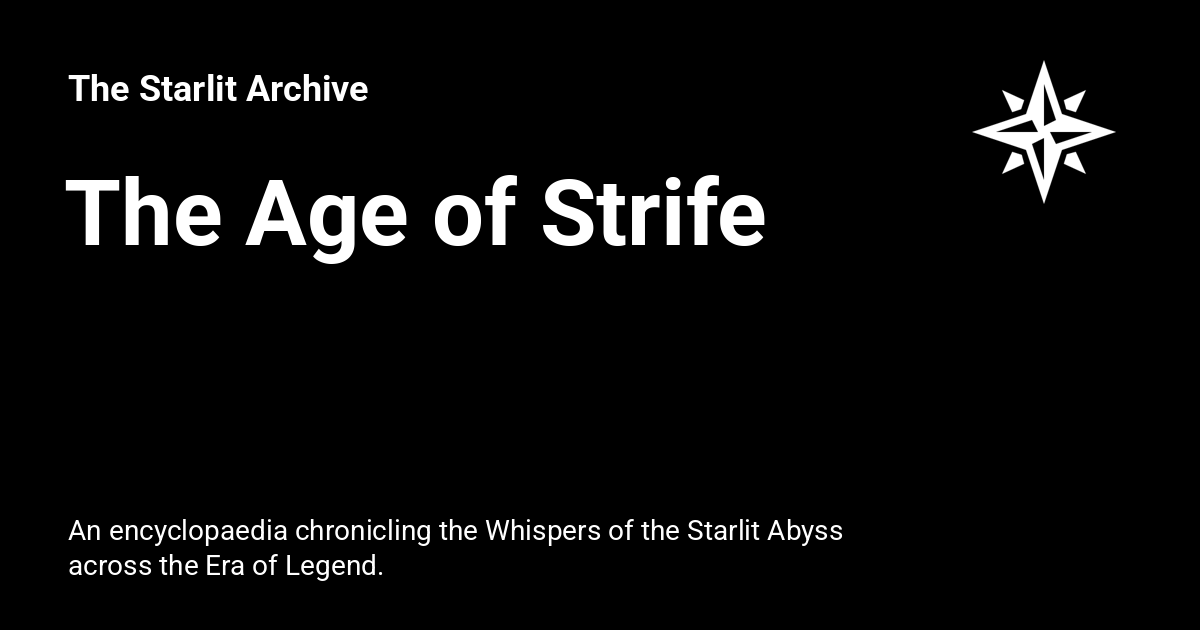 The Starlit Archive
The Age of Strife
An encyclopaedia chronicling the Whispers of the Starlit Abyss
across the Era of Legend.